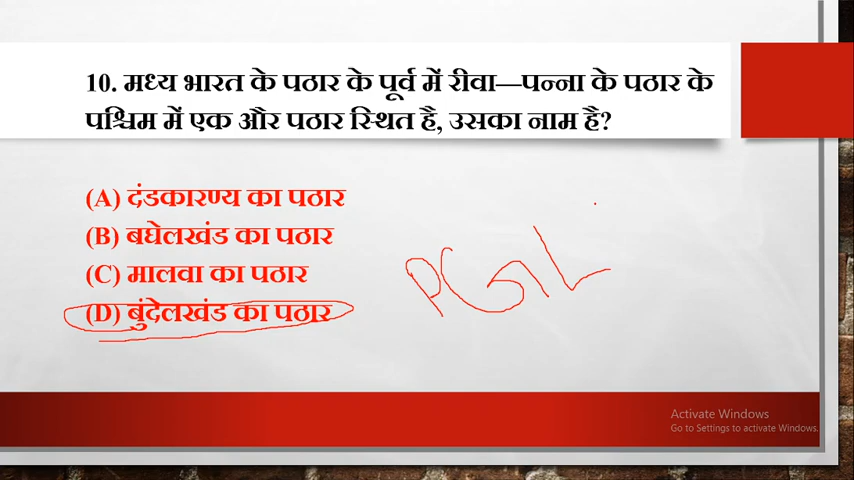 10. मध्य भारत के पठार के पूर्व में रीवा—पन्ना के पठार के
पश्चिम में एक और पठार स्थित है, उसका नाम है?
(A) दंडकारण्य का पठार
(B) बघेलखंड का पठार
(C) मालवा का पठार
(D) बुंदेलखंड का पठार
Activate Windows
Go to Settings to activate Windows.